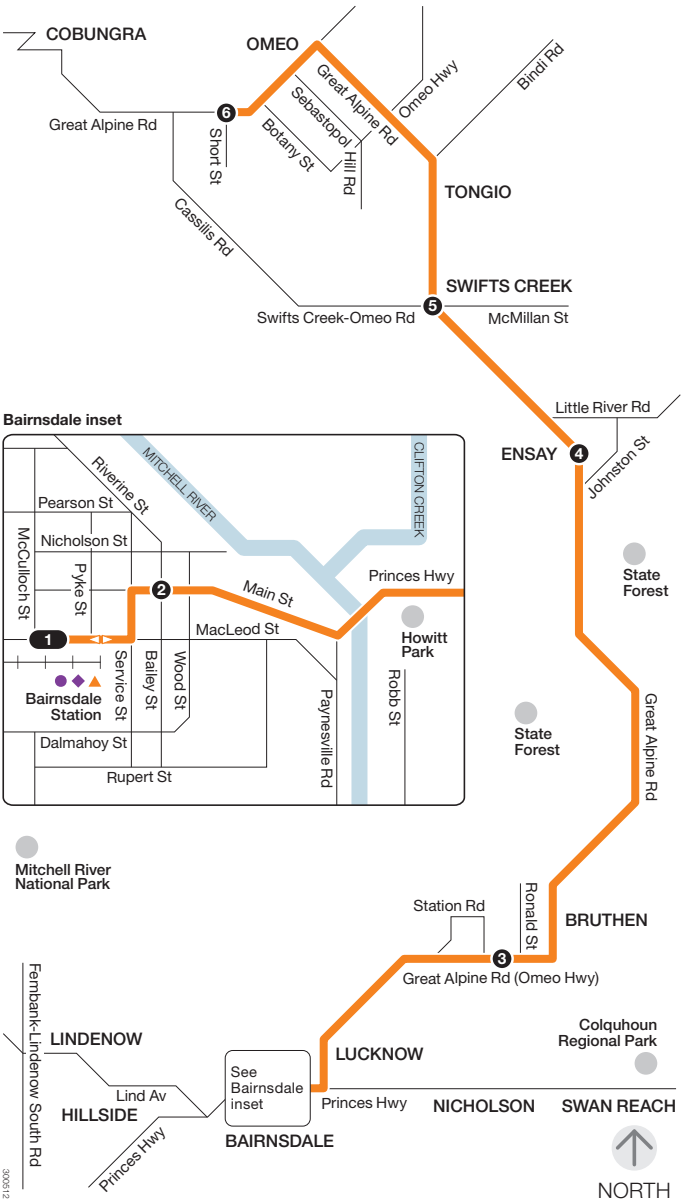 COBUNGRA
OMEO
Great Alpine Rd
6
Short St
Botany St
Sebastopol
Hill Rd
Great Alpine Rd
Omeo Hwy
Bindi Rd
Cassilis Rd
TONGIO
SWIFTS CREEK
5
Swifts Creek-Omeo Rd
McMillan St
Little River Rd
ENSAY
4
Johnston St
State
Forest
State
Forest
Great Alpine Rd
Bairnsdale inset
MITCHELL RIVER
CLIFTON CREEK
Riverine St
Pearson St
Nicholson St
McCulloch St
Pyke St
2
Main St
Princes Hwy
1
MacLeod St
Howitt
Park
Service St
Bailey St
Wood St
Paynesville Rd
Robb St
Bairnsdale
Station
Dalmahoy St
Rupert St
Mitchell River
National Park
Station Rd
Ronald St
BRUTHEN
3
Great Alpine Rd (Omeo Hwy)
Colquhoun
Regional Park
Fernbank-Lindenow South Rd
LINDENOW
LUCKNOW
See
Bairnsdale
inset
Lind Av
HILLSIDE
Princes Hwy
Princes Hwy
NICHOLSON
SWAN REACH
BAIRNSDALE
NORTH
300512